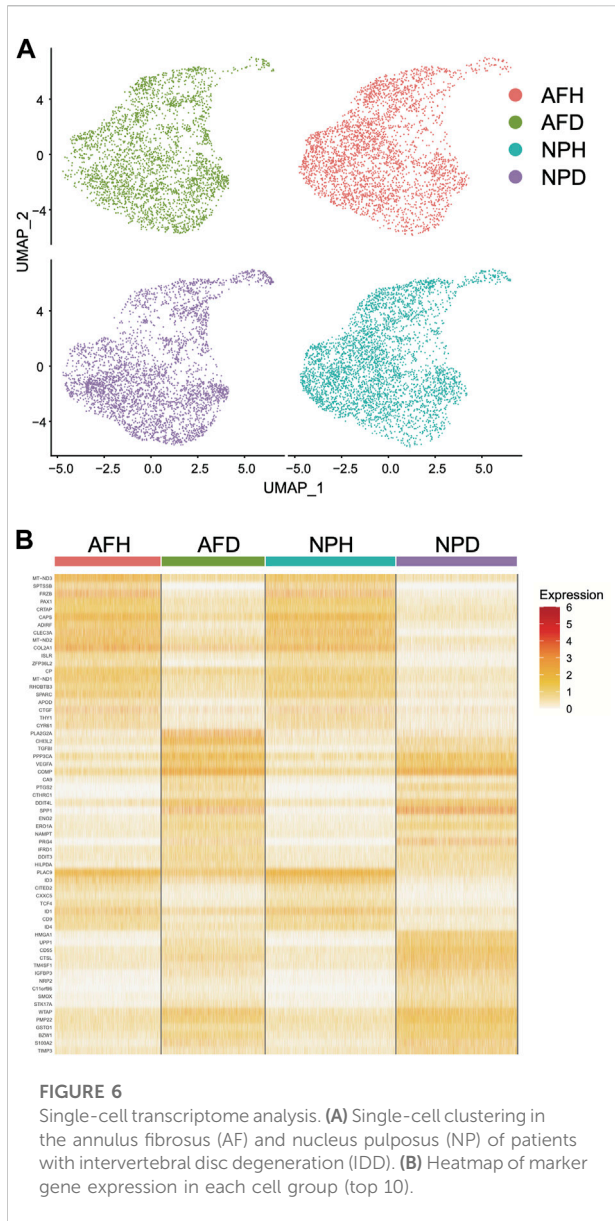 A
AFH
AFD
NPH
NPD
4
0
−4
4
0
−4
UMAP_2
−5.0 −2.5 0.0 2.5 5.0 −5.0 −2.5 0.0 2.5 5.0
UMAP_1
B
AFH AFD NPH NPD
MT−ND3
SPTSSB
FRZB
PAX1
CRTAP
CAPS
ADIRF
CLEC3A
MT−ND2
COL2A1
ISLR
ZFP36L2
CP
MT−ND1
RHOBTB3
SPARC
APOD
CTGF
THY1
CYR61
PLA2G2A
CHI3L2
TGFBI
PPP3CA
VEGFA
COMP
CA9
PTGS2
CTHRC1
DDIT4L
SPP1
ENO2
ERO1A
NAMPT
PRG4
IFRD1
DDIT3
HILPDA
PLAC9
ID3
CITED2
CXXC5
TCF4
ID1
CD9
ID4
HMGA1
UPP1
CD55
CTSL
TM4SF1
IGFBP3
NRP2
C11orf96
SMOX
STK17A
WTAP
PMP22
GSTO1
BZW1
S100A2
TIMP3
Expression
6
5
4
3
2
1
0
FIGURE 6
Single-cell transcriptome analysis. (A) Single-cell clustering in
the annulus fibrosus (AF) and nucleus pulposus (NP) of patients
with intervertebral disc degeneration (IDD). (B) Heatmap of marker
gene expression in each cell group (top 10).